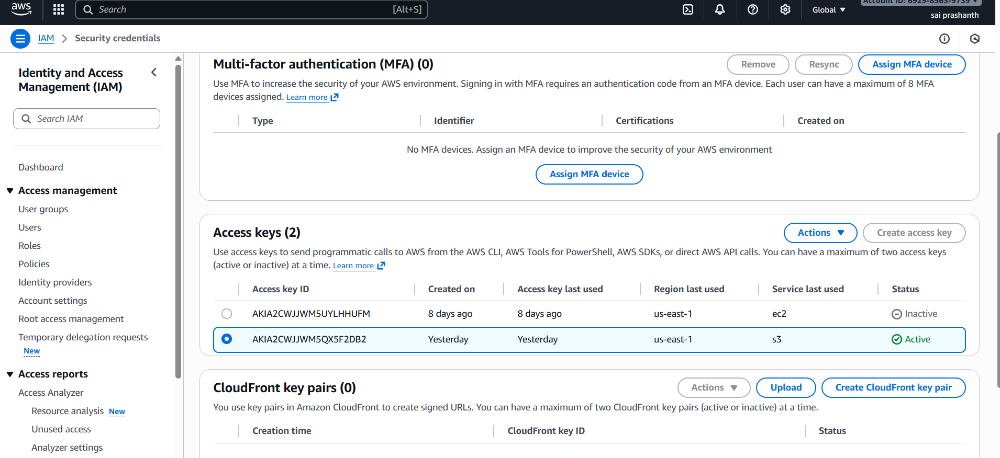 aws
Search [Alt+S]
Global
Account ID: 6929-8563-9739
sai prashanth
IAM
Security credentials
Identity and Access
Management (IAM)
Search IAM
Dashboard
Access management
User groups
Users
Roles
Policies
Identity providers
Account settings
Root access management
Temporary delegation requests
New
Access reports
Access Analyzer
Resource analysis New
Unused access
Analyzer settings
Multi-factor authentication (MFA) (0)
Remove Resync Assign MFA device
Use MFA to increase the security of your AWS environment. Signing in with MFA requires an authentication code from an MFA device. Each user can have a maximum of 8 MFA
devices assigned. Learn more
Type Identifier Certifications Created on
No MFA devices. Assign an MFA device to improve the security of your AWS environment
Assign MFA device
Access keys (2)
Actions Create access key
Use access keys to send programmatic calls to AWS from the AWS CLI, AWS Tools for PowerShell, AWS SDKs, or direct AWS API calls. You can have a maximum of two access keys
(active or inactive) at a time. Learn more
Access key ID Created on Access key last used Region last used Service last used Status
AKIA2CWJJWM5UYLHHUFM 8 days ago 8 days ago us-east-1 ec2 Inactive
AKIA2CWJJWM5QX5F2DB2 Yesterday Yesterday us-east-1 s3 Active
CloudFront key pairs (0)
Actions Upload Create CloudFront key pair
You use key pairs in Amazon CloudFront to create signed URLs. You can have a maximum of two CloudFront key pairs (active or inactive) at a time.
Creation time CloudFront key ID Status